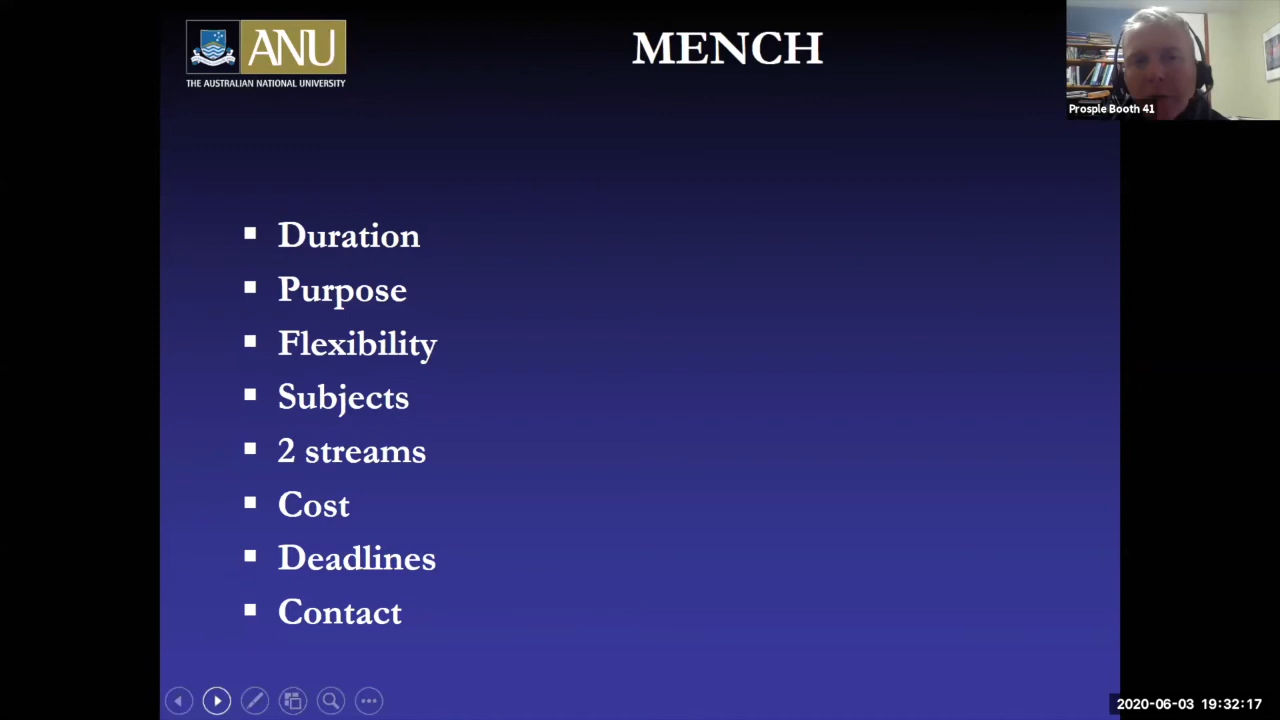 ANU
THE AUSTRALIAN NATIONAL UNIVERSITY
MENCH
Prosple Booth 41
Duration
Purpose
Flexibility
Subjects
2 streams
Cost
Deadlines
Contact
2020-06-03 19:32:17